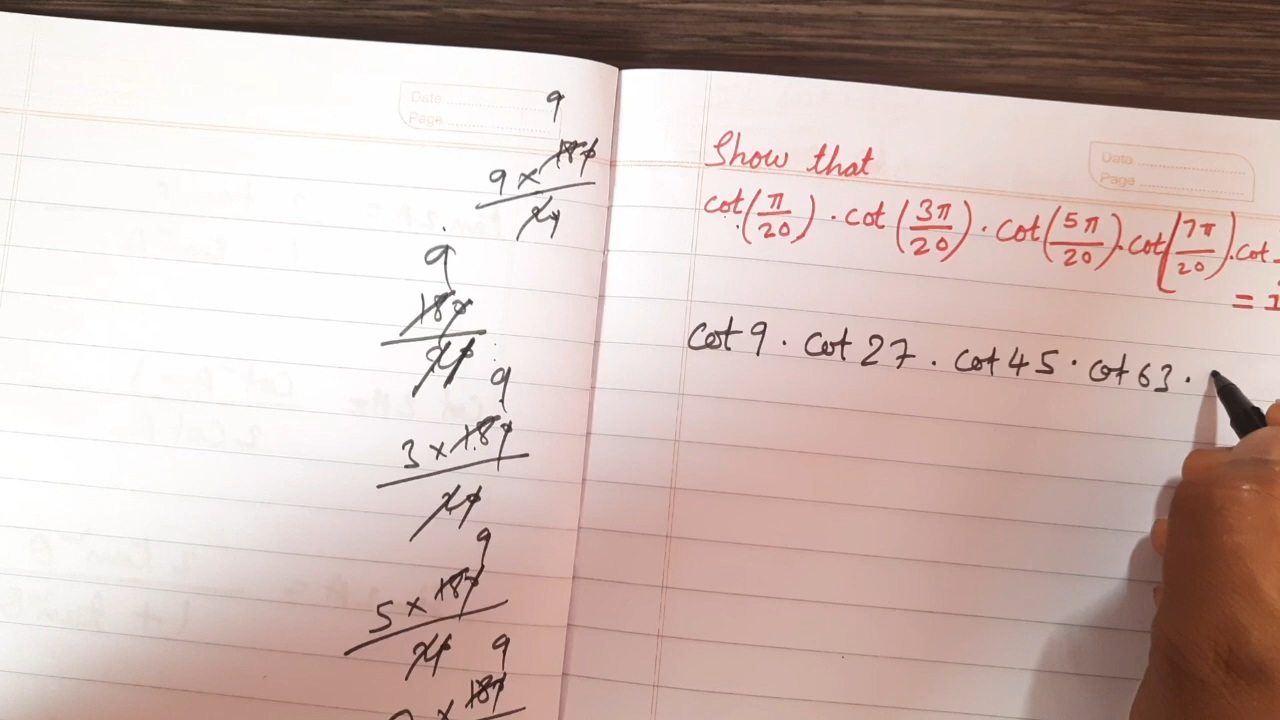 Date
Page
9
9 × 180
20
9
180
20
9
3 × 180
20
9
5 × 180
20
9
× 180
Date
Page
Show that
cot(π/20) · cot(3π/20) · cot(5π/20) · cot(7π/20) · cot
= 1
cot 9 · cot 27 · cot 45 · cot 63 ·